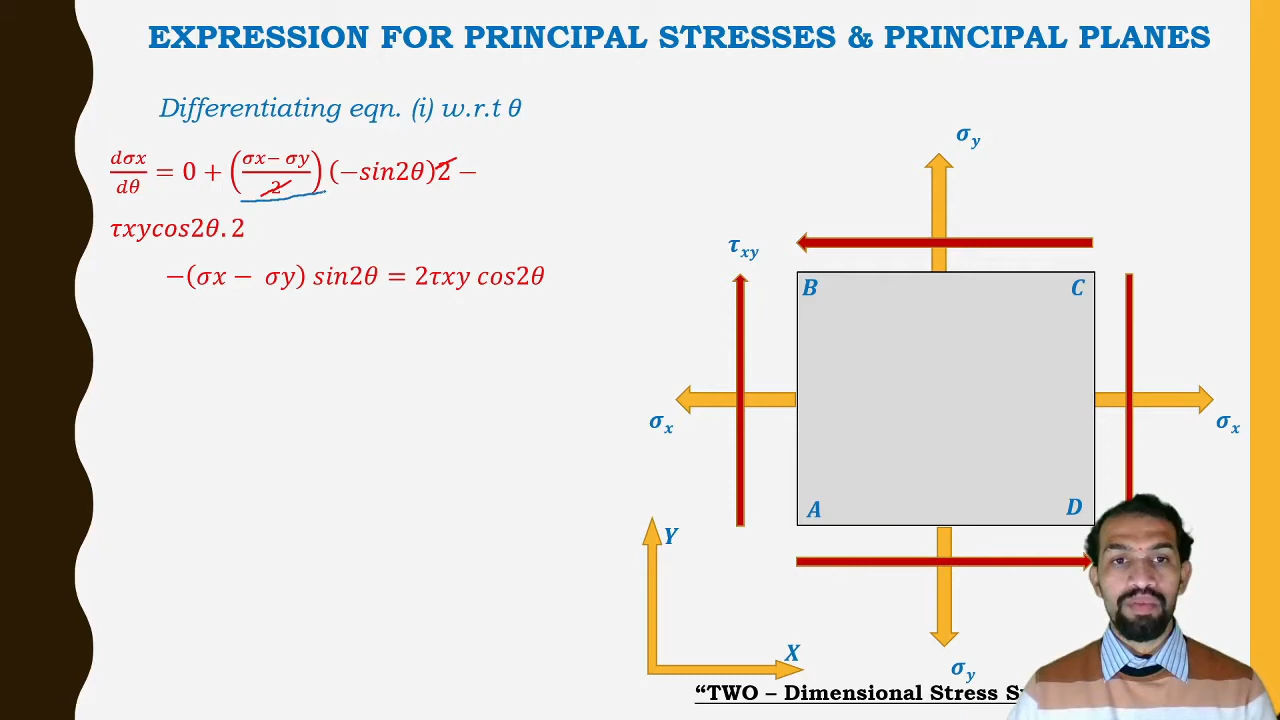 EXPRESSION FOR PRINCIPAL STRESSES & PRINCIPAL PLANES
Differentiating eqn. (i) w.r.t θ
dσx/dθ = 0 + (σx− σy/2) (−sin2θ)2 −
τxycos2θ.2
−(σx − σy) sin2θ = 2τxy cos2θ
σy
τxy
B
C
σx
σx
A
D
Y
X
σy
“TWO – Dimensional Stress